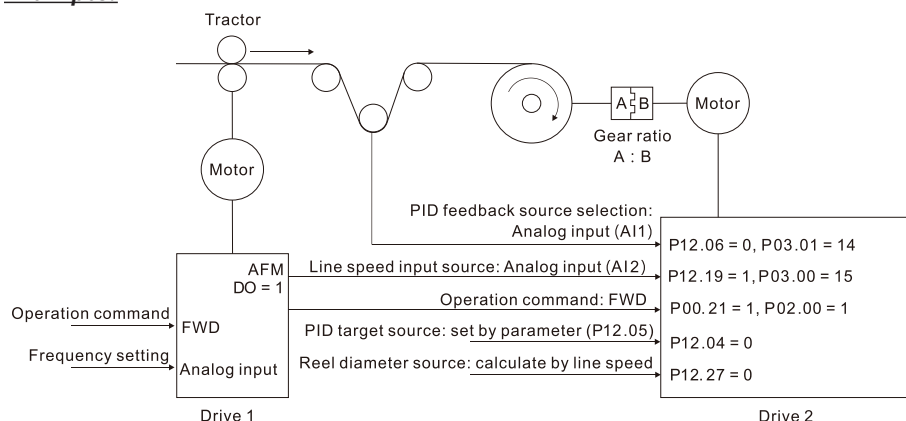 Tractor
Motor
A B
Motor
Gear ratio
A : B
PID feedback source selection:
Analog input (AI1)
P12.06 = 0, P03.01 = 14
AFM
DO = 1
Line speed input source: Analog input (AI2)
P12.19 = 1, P03.00 = 15
Operation command: FWD
P00.21 = 1, P02.00 = 1
Operation command
FWD
PID target source: set by parameter (P12.05)
P12.04 = 0
Frequency setting
Analog input
Reel diameter source: calculate by line speed
P12.27 = 0
Drive 1
Drive 2